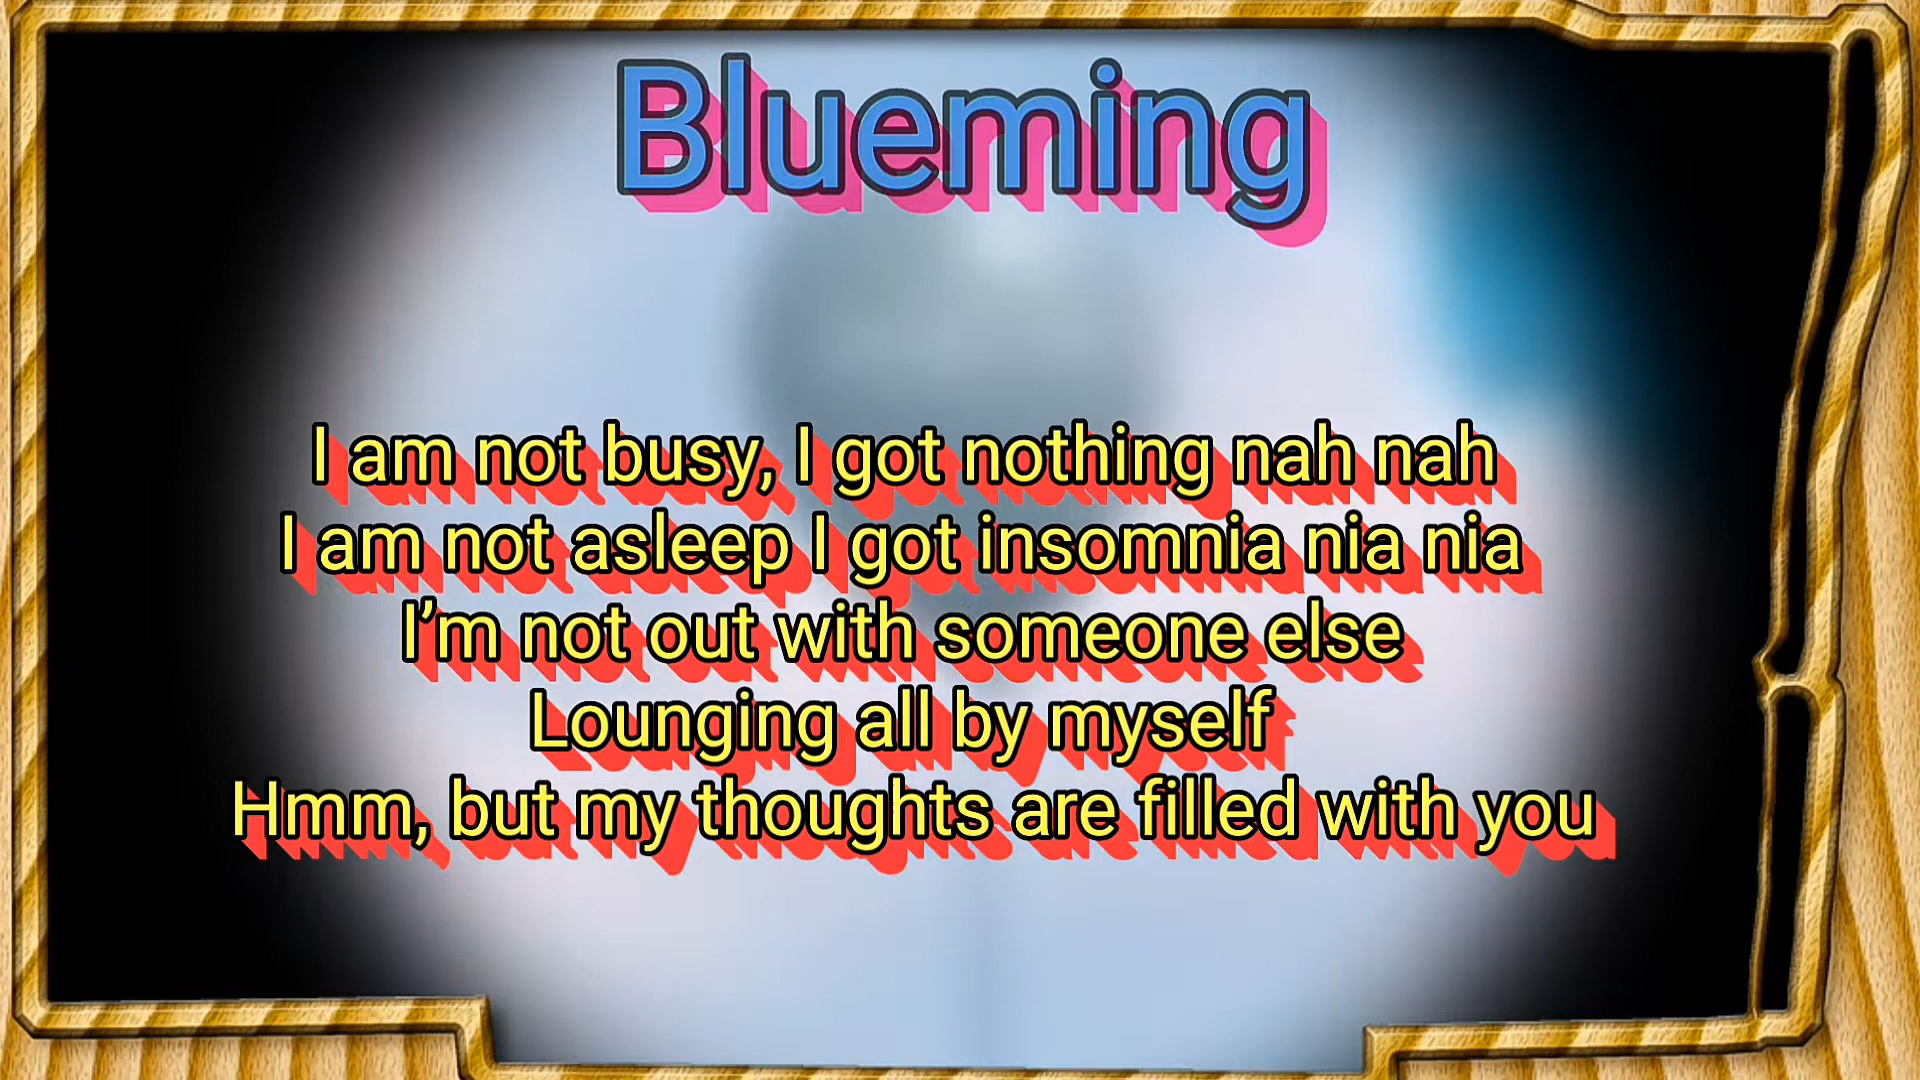 Blueming
I am not busy, I got nothing nah nah
I am not asleep I got insomnia nia nia
I’m not out with someone else
Lounging all by myself
Hmm, but my thoughts are filled with you